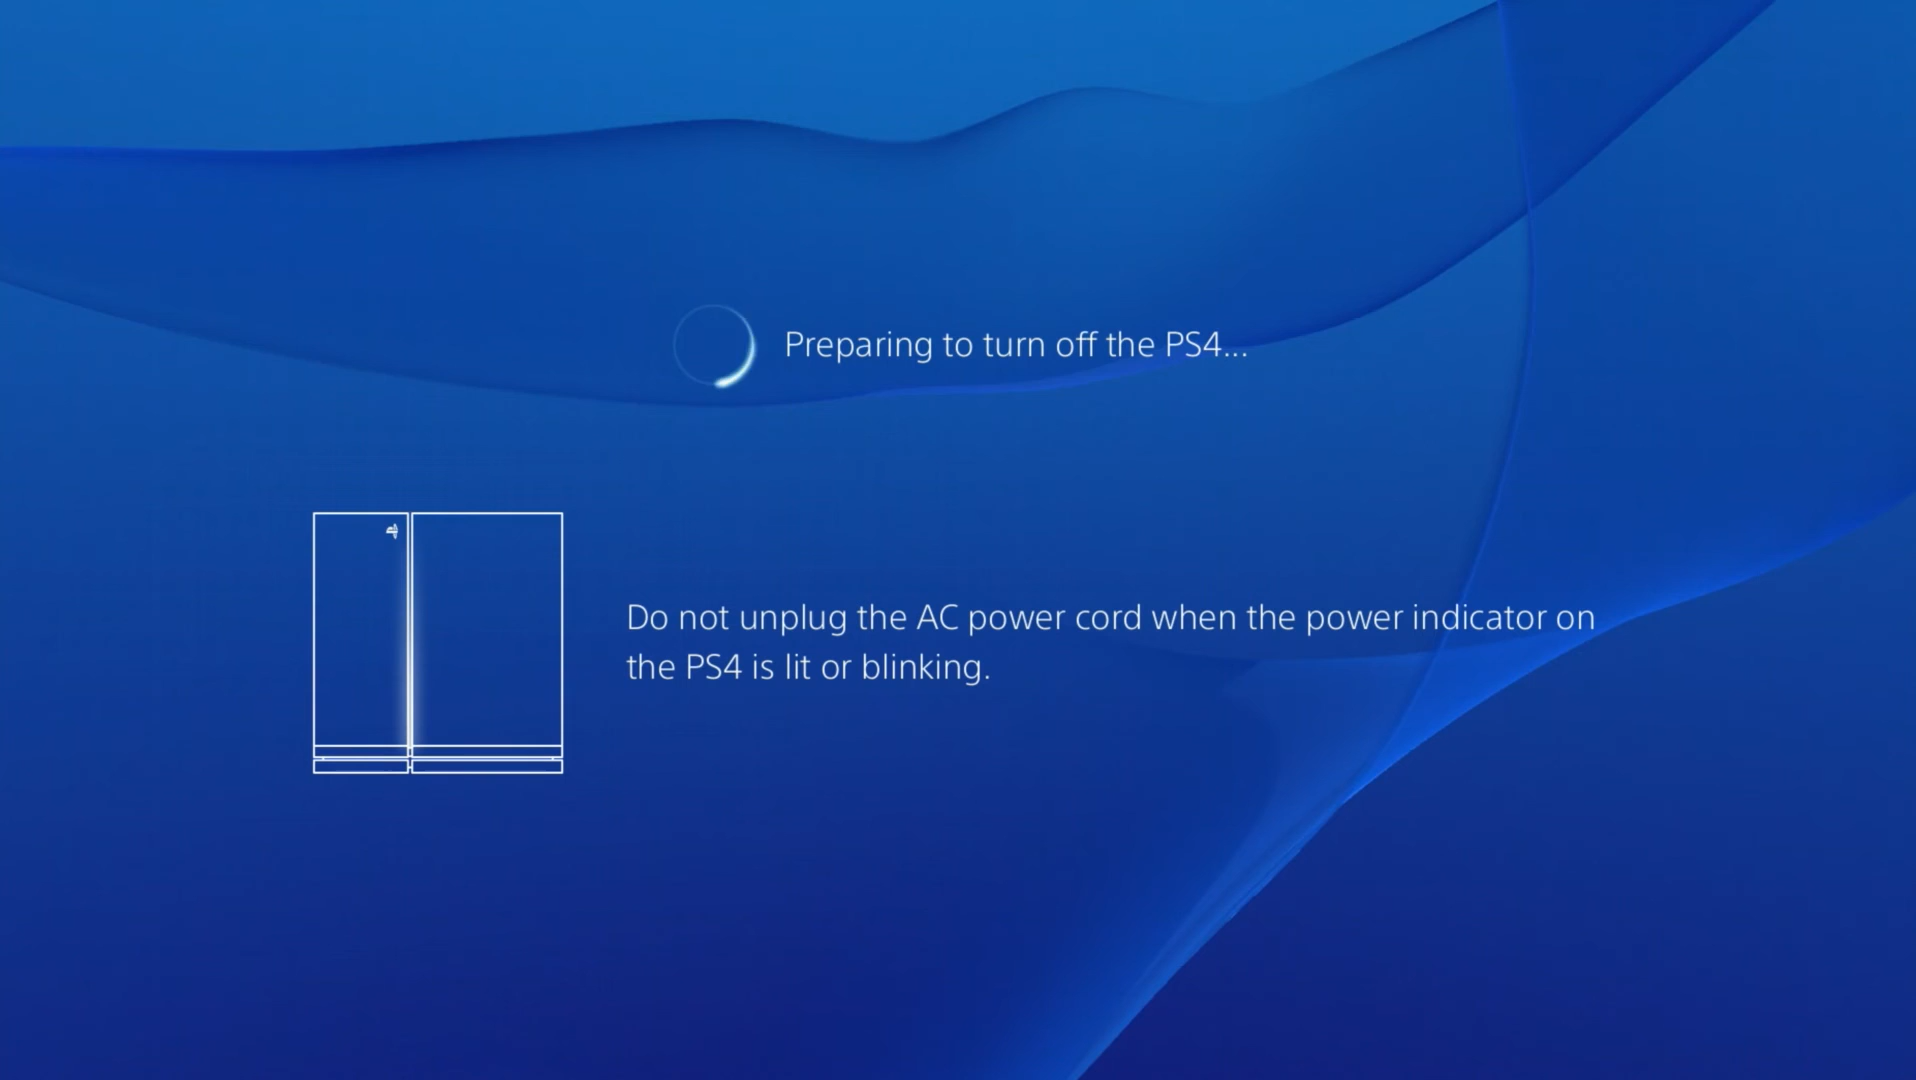 Preparing to turn off the PS4...
Do not unplug the AC power cord when the power indicator on
the PS4 is lit or blinking.